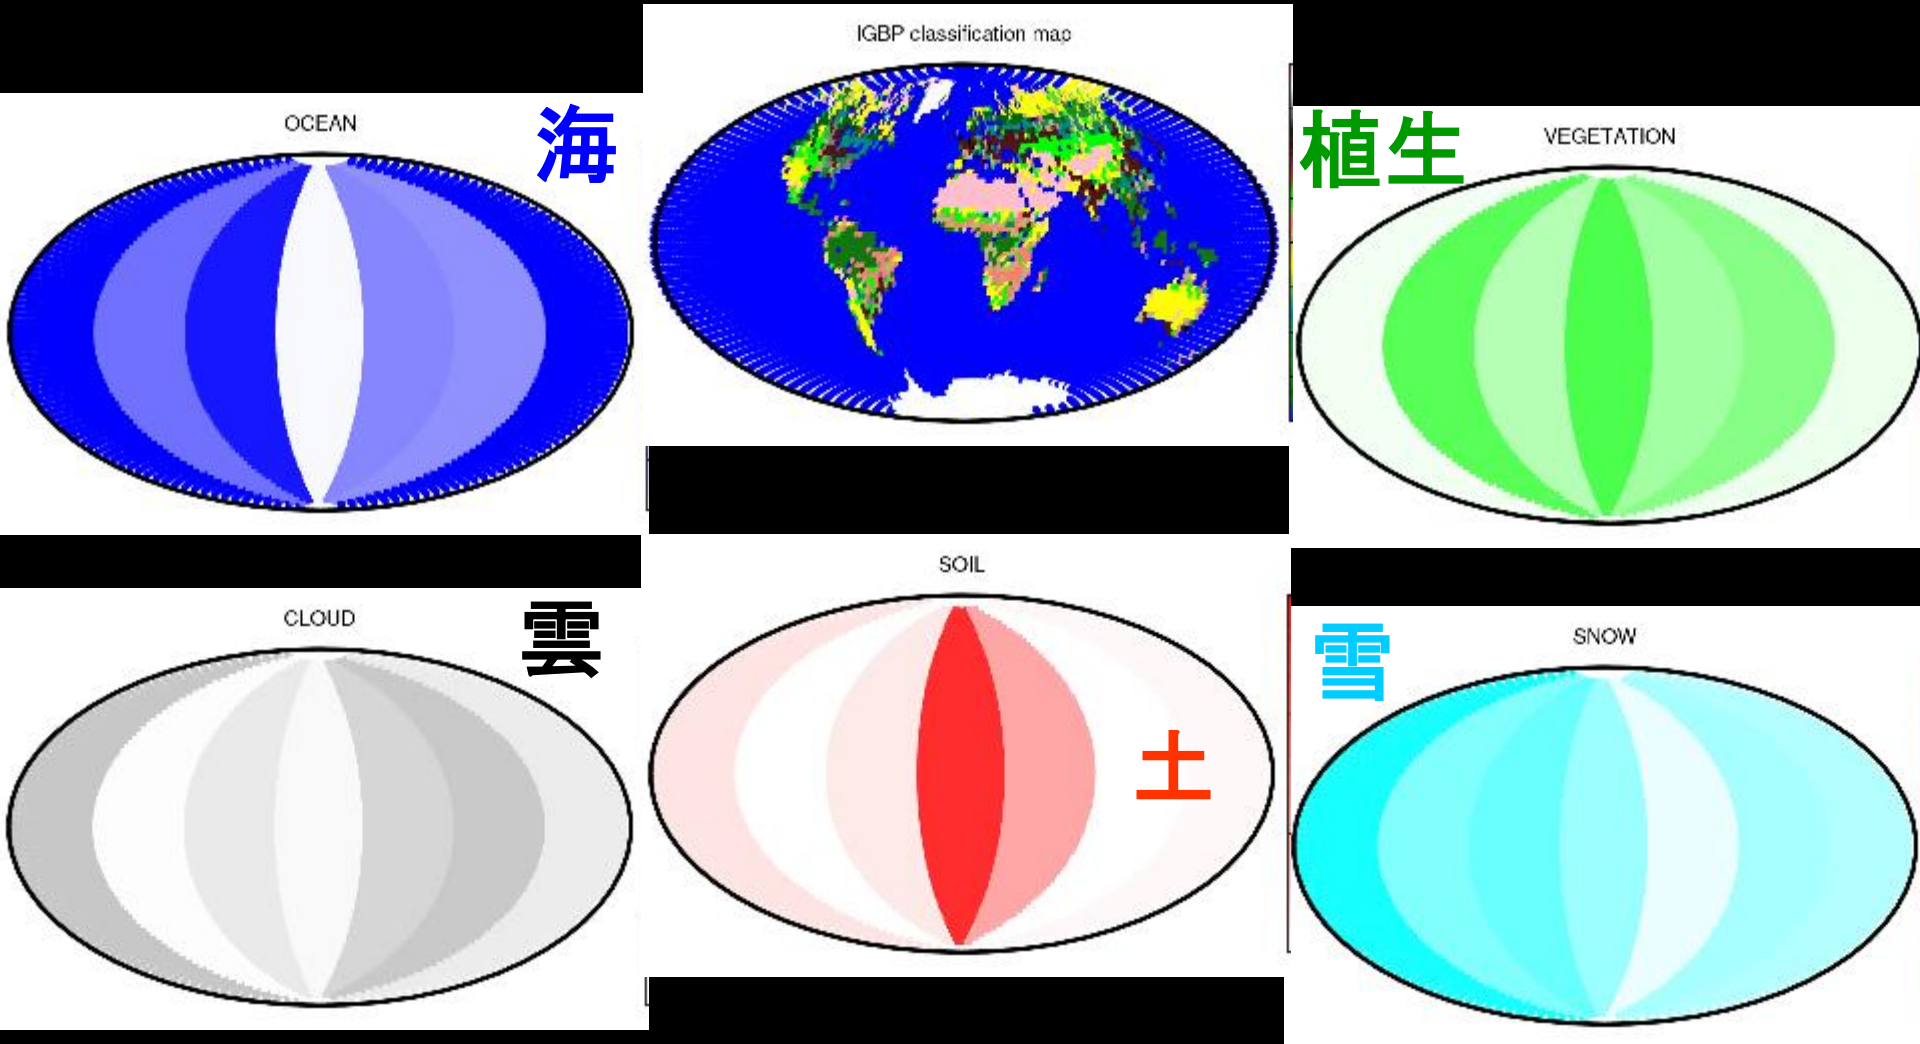 IGBP classification map
OCEAN
海
植生
VEGETATION
CLOUD
雲
SOIL
土
雪
SNOW